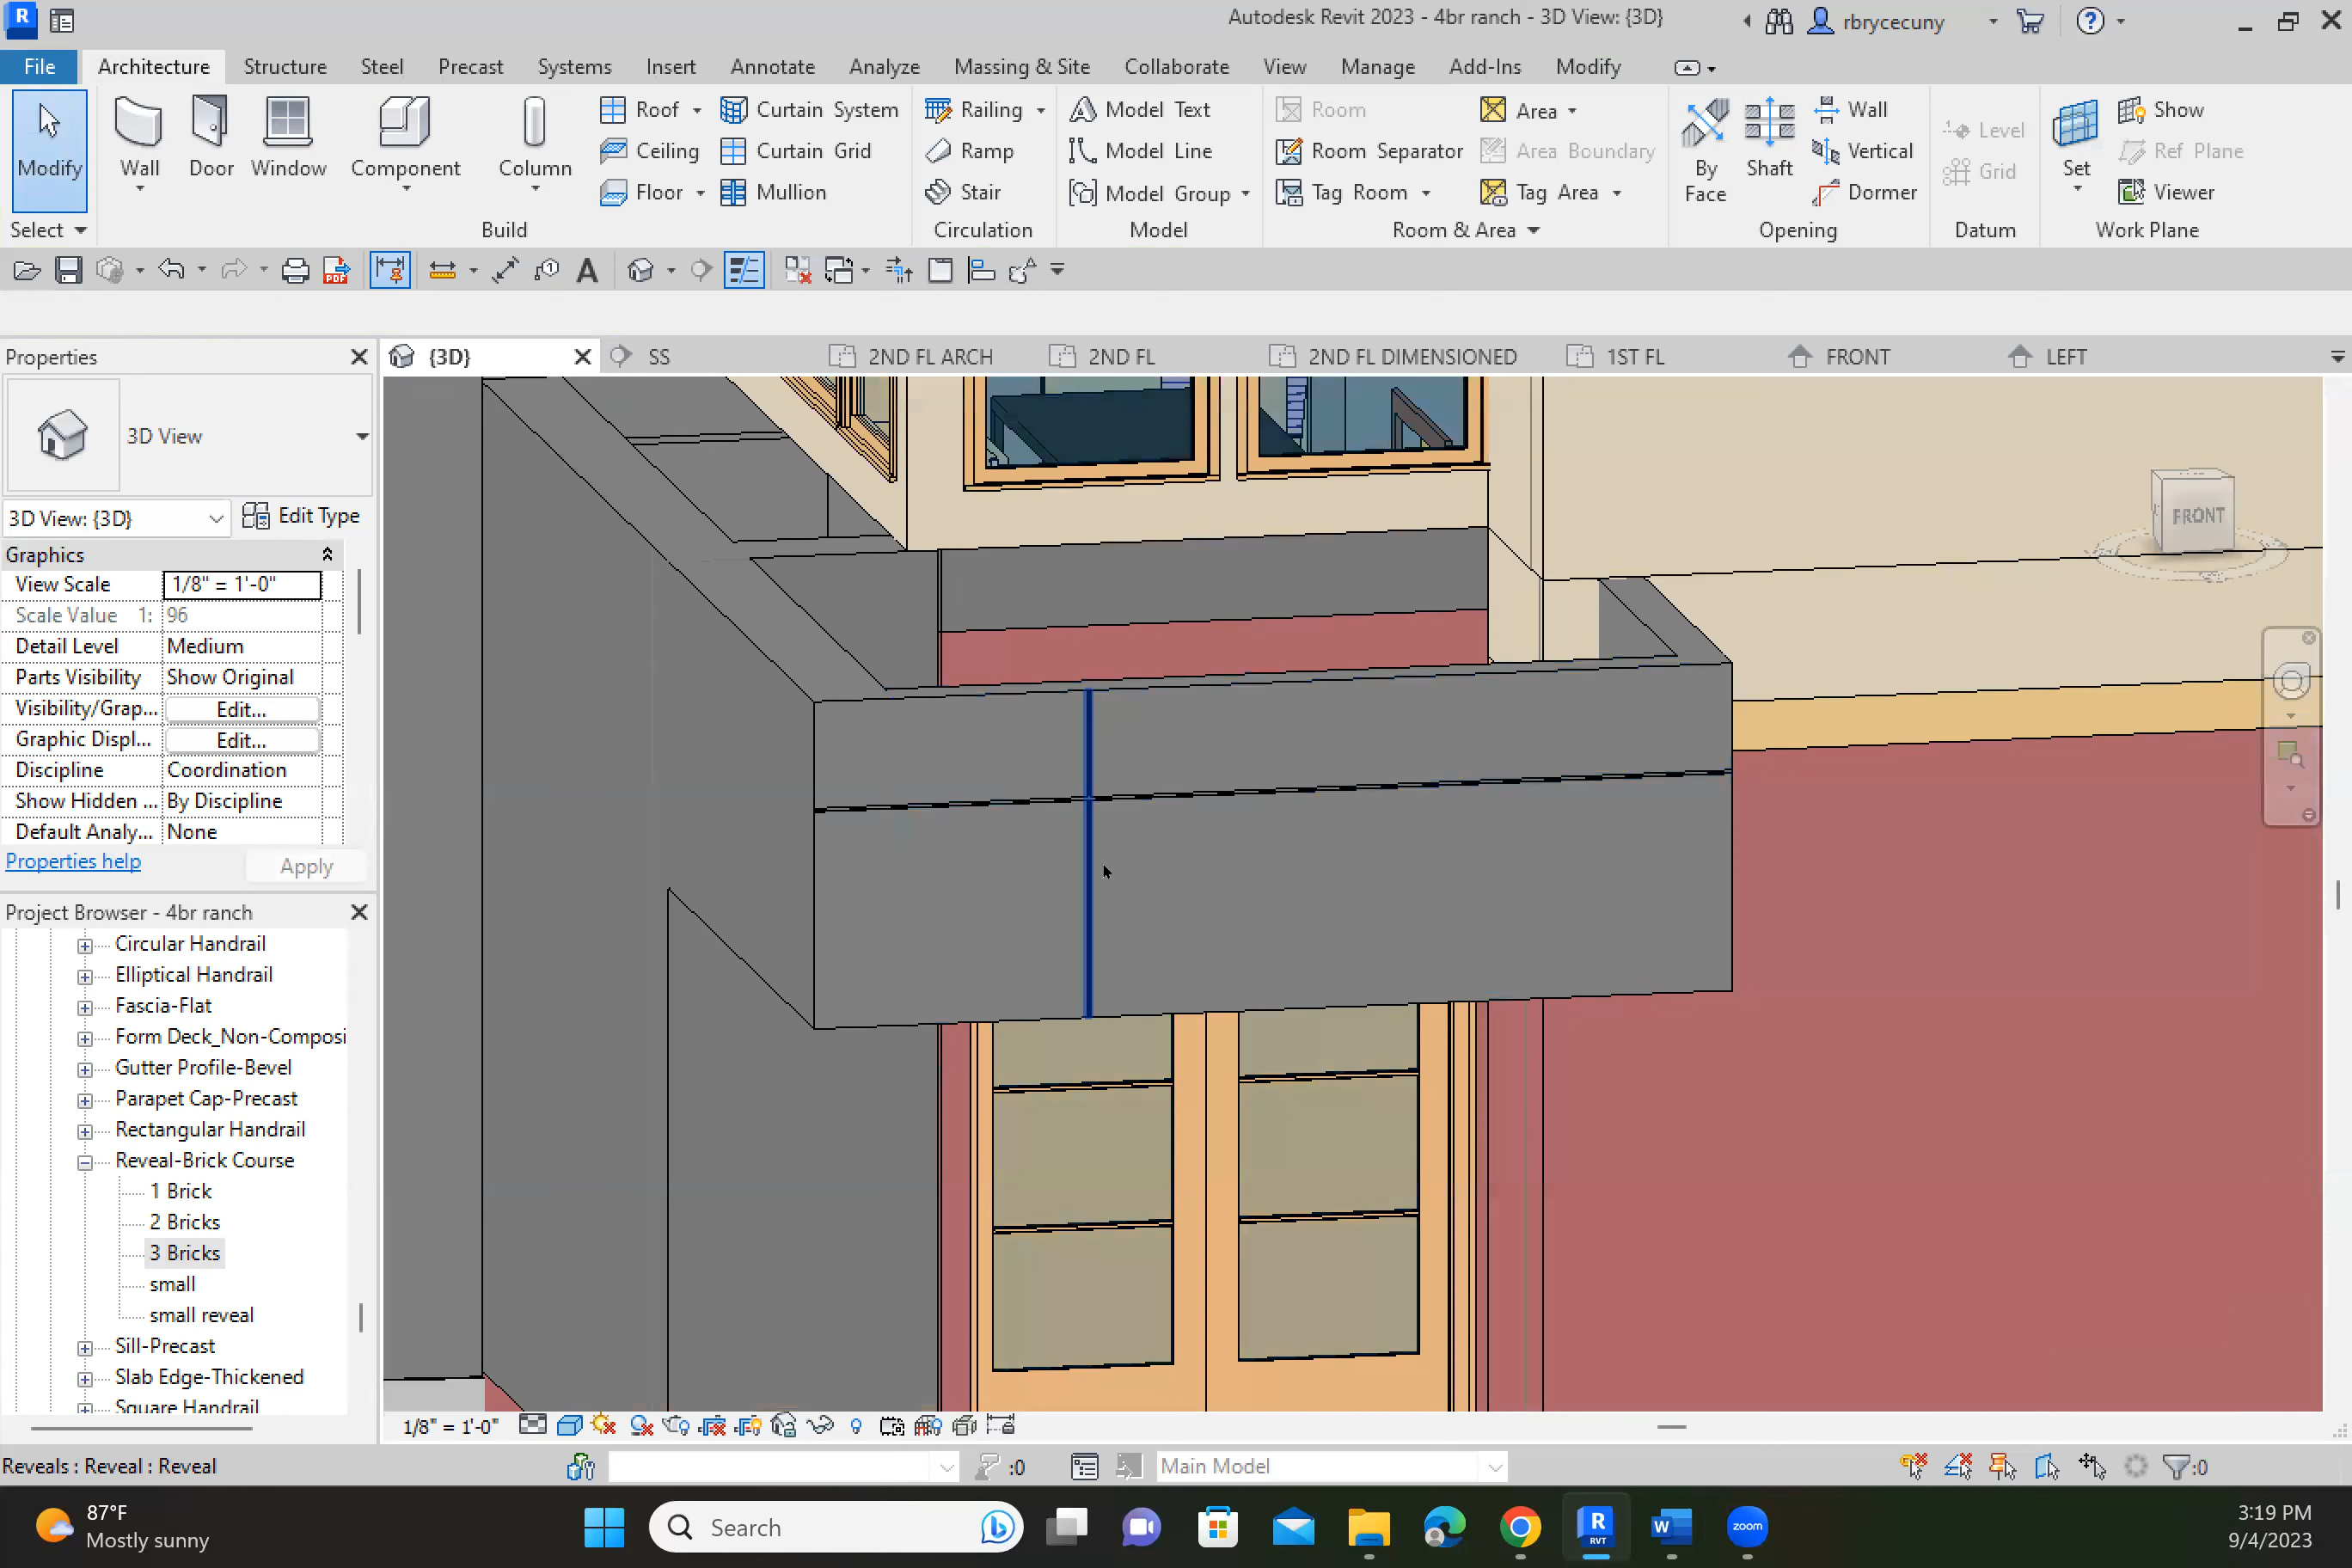 R
Autodesk Revit 2023 - 4br ranch - 3D View: {3D}
rbrycecuny
File Architecture Structure Steel Precast Systems Insert Annotate Analyze Massing & Site Collaborate View Manage Add-Ins Modify
Modify
Wall
Door
Window
Component
Column
Roof
Ceiling
Floor
Curtain System
Curtain Grid
Mullion
Railing
Ramp
Stair
Model Text
Model Line
Model Group
Room
Room Separator
Tag Room
Area
Area Boundary
Tag Area
By
Face
Shaft
Wall
Vertical
Dormer
Level
Grid
Set
Show
Ref Plane
Viewer
Select Build Circulation Model Room & Area Opening Datum Work Plane
PDF
A
Properties
{3D} SS 2ND FL ARCH 2ND FL 2ND FL DIMENSIONED 1ST FL FRONT LEFT
3D View
3D View: {3D} Edit Type
Graphics
View Scale 1/8" = 1'-0"
Scale Value 1: 96
Detail Level Medium
Parts Visibility Show Original
Visibility/Grap... Edit...
Graphic Displ... Edit...
Discipline Coordination
Show Hidden ... By Discipline
Default Analy... None
Properties help Apply
FRONT
Project Browser - 4br ranch
Circular Handrail
Elliptical Handrail
Fascia-Flat
Form Deck_Non-Composi
Gutter Profile-Bevel
Parapet Cap-Precast
Rectangular Handrail
Reveal-Brick Course
1 Brick
2 Bricks
3 Bricks
small
small reveal
Sill-Precast
Slab Edge-Thickened
Square Handrail
1/8" = 1'-0"
Reveals : Reveal : Reveal
:0
Main Model
:0
87°F
Mostly sunny
Search
R
RVT
W
zoom
3:19 PM
9/4/2023